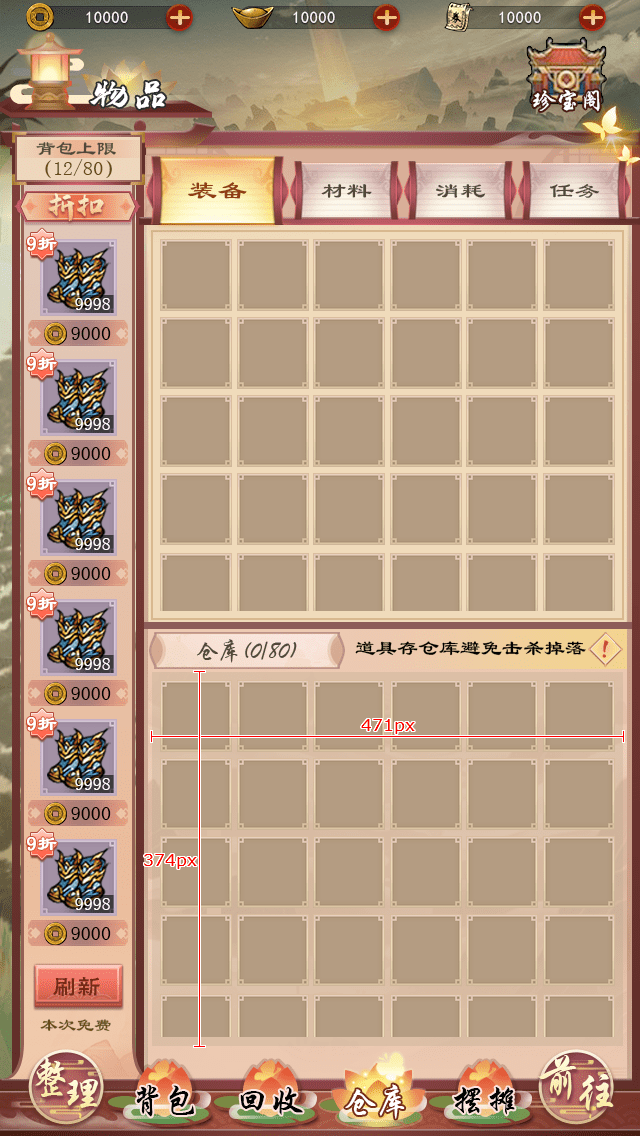 10000
10000
10000
物品
珍宝阁
背包上限
(12/80)
折扣
装备
材料
消耗
任务
9折
9998
9000
9折
9998
9000
9折
9998
9000
9折
9998
9000
9折
9998
9000
9折
9998
9000
仓库(0/80)
道具存仓库避免击杀掉落
!
471px
374px
刷新
本次免费
整理
背包
回收
仓库
摆摊
前往